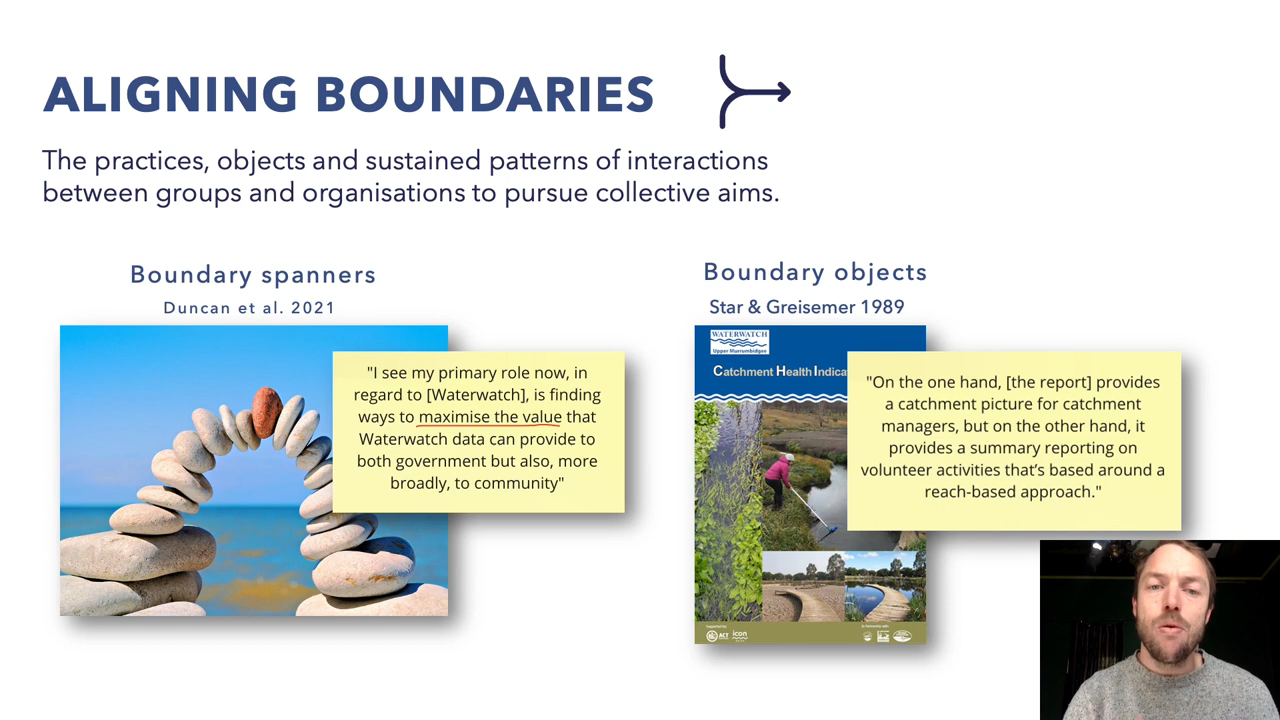 ALIGNING BOUNDARIES
The practices, objects and sustained patterns of interactions
between groups and organisations to pursue collective aims.
Boundary spanners
Duncan et al. 2021
"I see my primary role now, in
regard to [Waterwatch], is finding
ways to maximise the value that
Waterwatch data can provide to
both government but also, more
broadly, to community"
Boundary objects
Star & Greisemer 1989
WATERWATCH
Upper Murrumbidgee
Catchment Health Indica
"On the one hand, [the report] provides
a catchment picture for catchment
managers, but on the other hand, it
provides a summary reporting on
volunteer activities that's based around a
reach-based approach."
ACT
icon